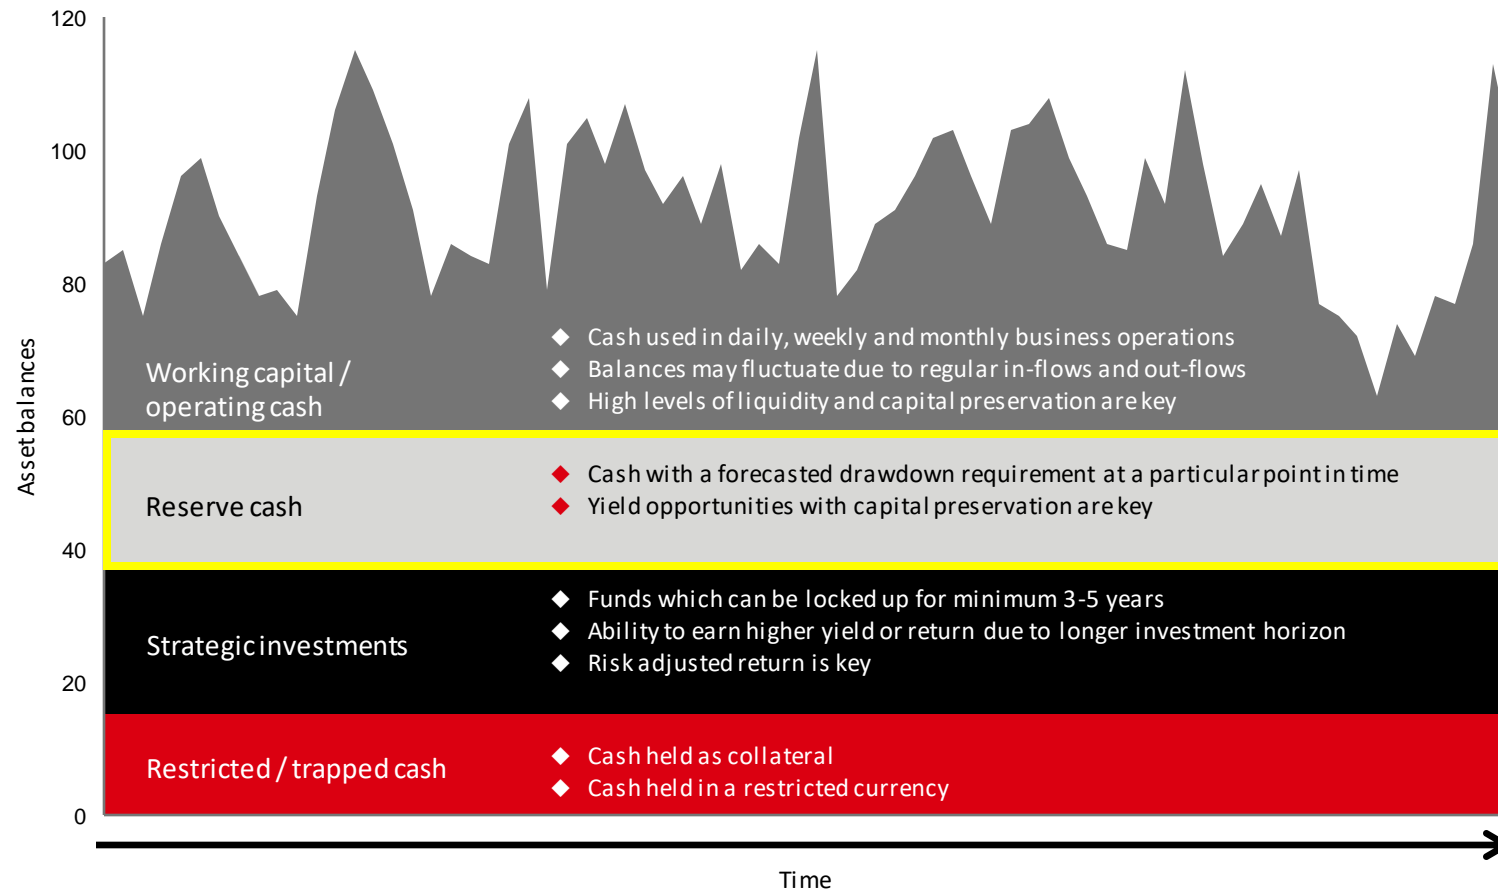 120
100
80
60
40
20
0
Asset balances
Working capital /
operating cash
◆ Cash used in daily, weekly and monthly business operations
◆ Balances may fluctuate due to regular in-flows and out-flows
◆ High levels of liquidity and capital preservation are key
Reserve cash
◆ Cash with a forecasted drawdown requirement at a particular point in time
◆ Yield opportunities with capital preservation are key
Strategic investments
◆ Funds which can be locked up for minimum 3-5 years
◆ Ability to earn higher yield or return due to longer investment horizon
◆ Risk adjusted return is key
Restricted / trapped cash
◆ Cash held as collateral
◆ Cash held in a restricted currency
Time